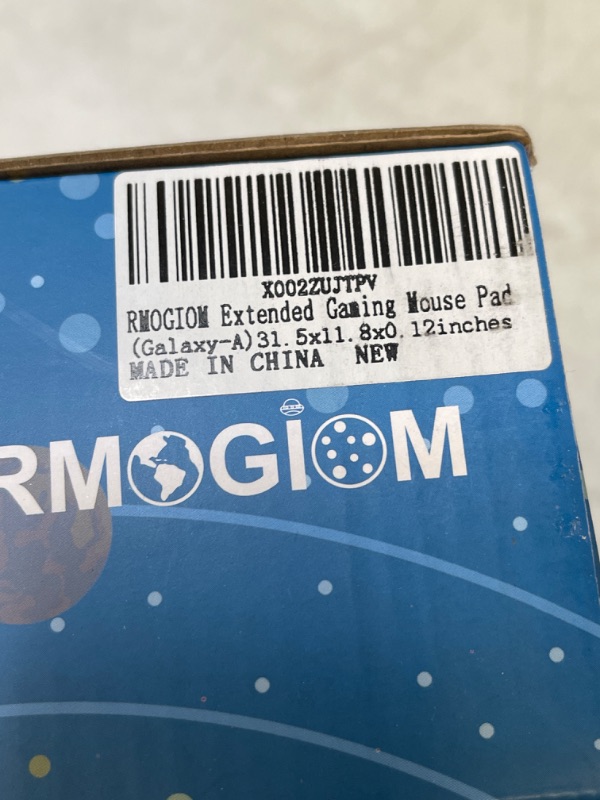 X002ZUJTPV
RMOGIOM Extended Gaming Mouse Pad
(Galaxy-A)31.5x11.8x0.12inches
MADE IN CHINA NEW
RMOGIOM